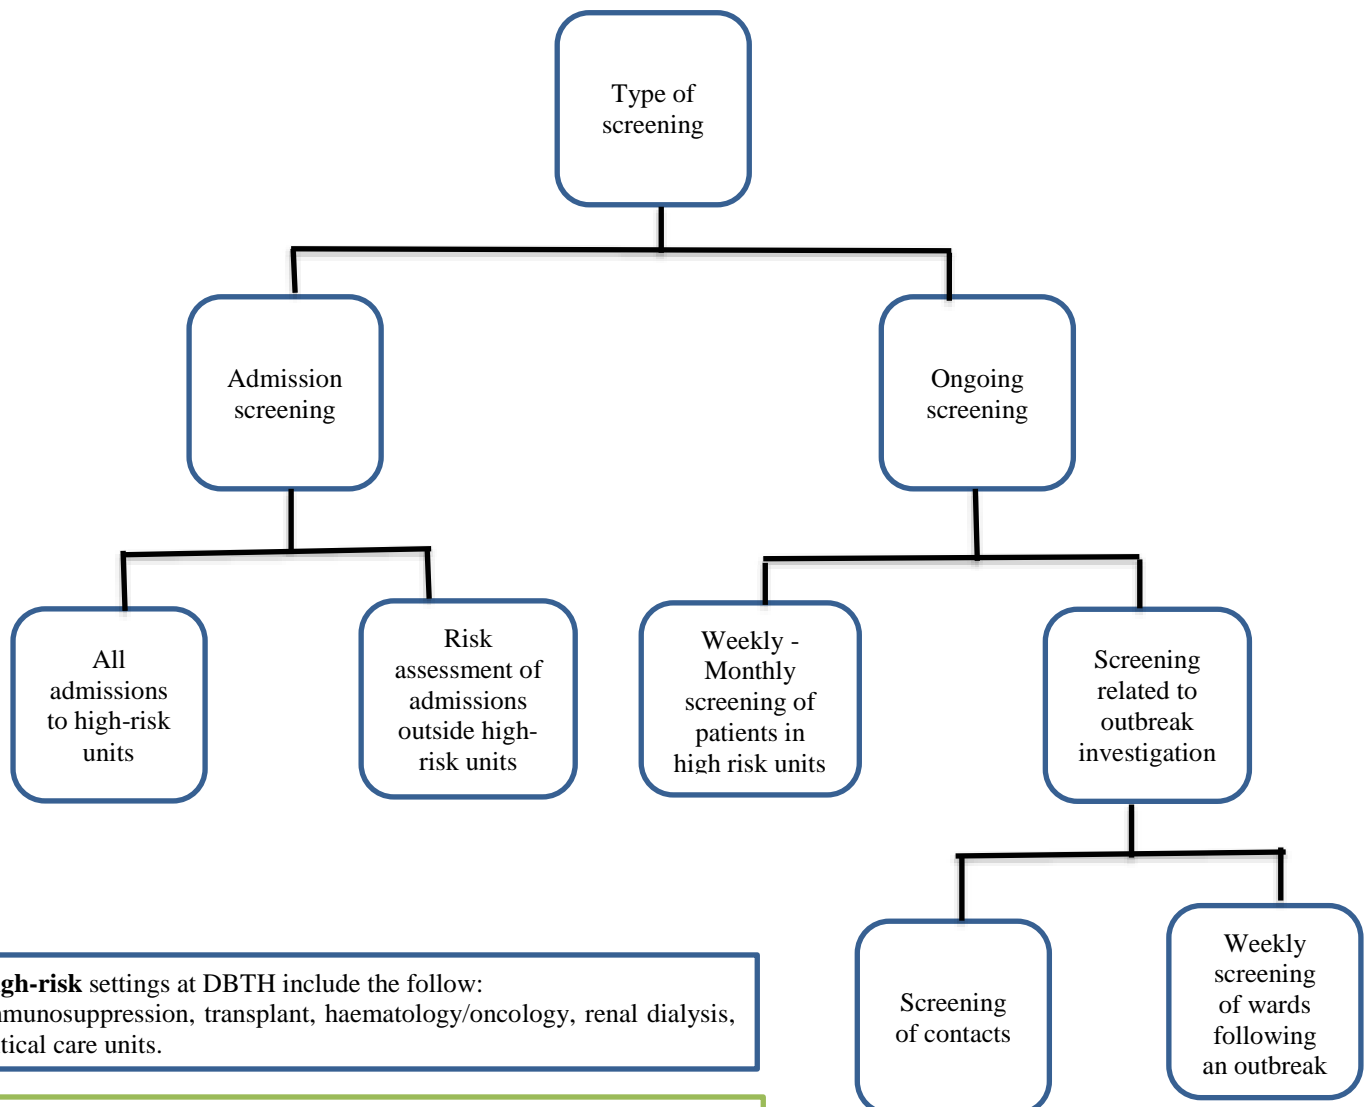 Type of
screening
Admission
screening
Ongoing
screening
All
admissions
to high-risk
units
Risk
assessment of
admissions
outside high-
risk units
Weekly -
Monthly
screening of
patients in
high risk units
Screening
related to
outbreak
investigation
Screening
of contacts
Weekly
screening
of wards
following
an outbreak
gh-risk settings at DBTH include the follow:
munosuppression, transplant, haematology/oncology, renal dialysis,
tical care units.